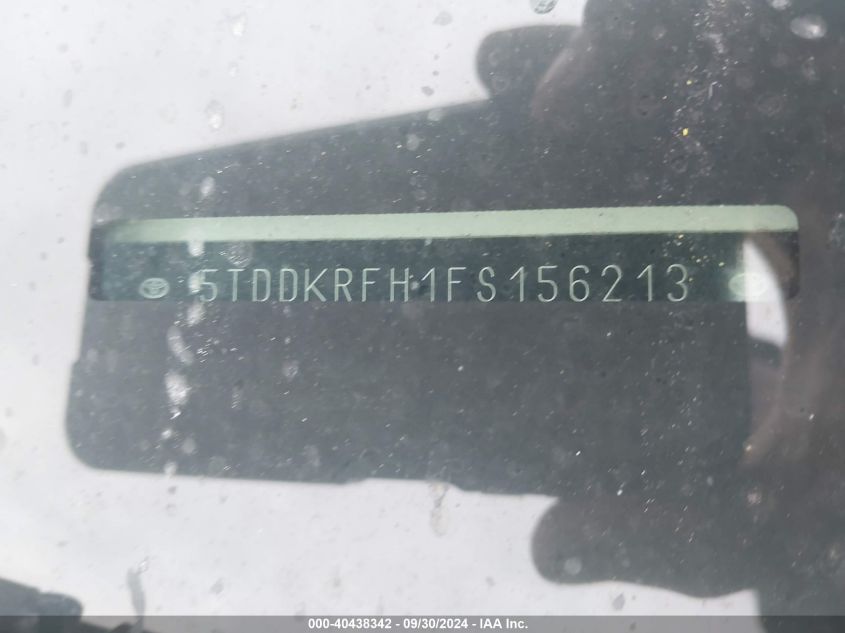 5TDDKRFH1FS156213
000-40438342 - 09/30/2024 - IAA Inc.